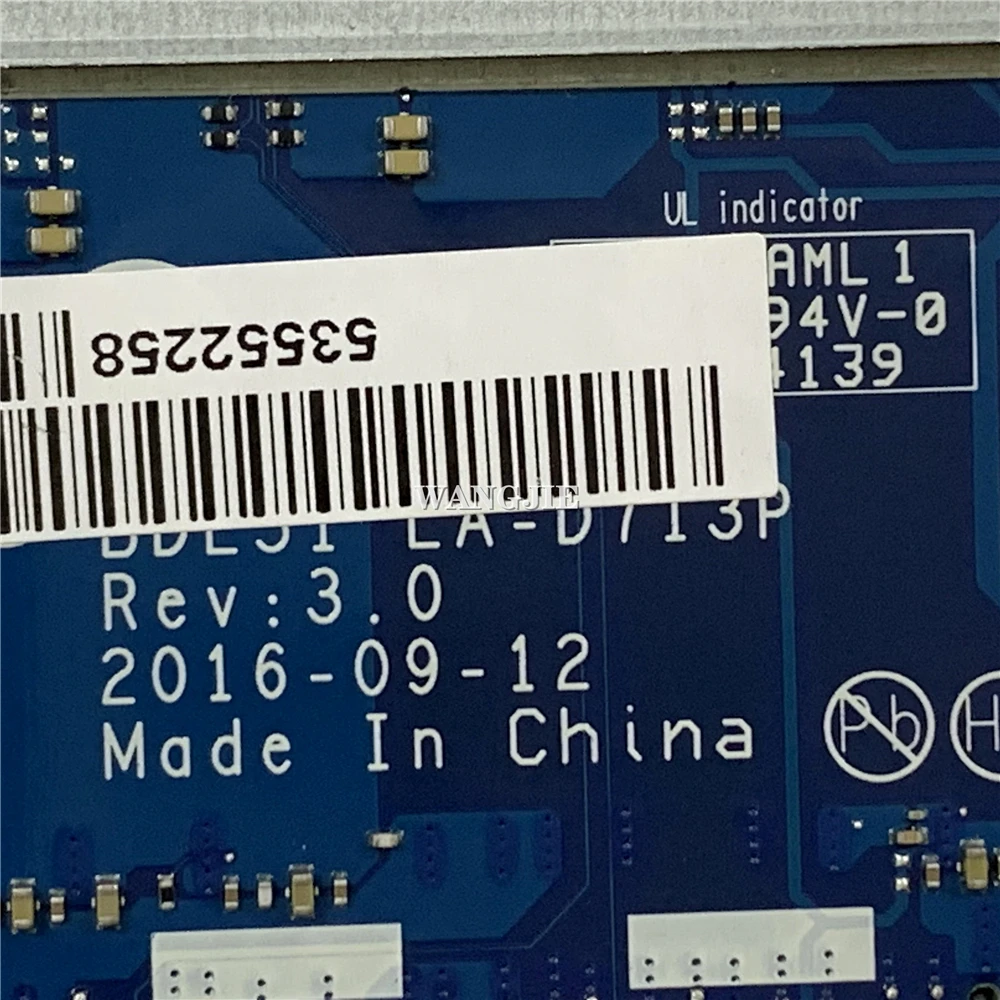 UL indicator
AML 1
94V-0
4139
53552258
WANGJIE
LA-D713P
Rev:3.0
2016-09-12
Made In China
Pb
H